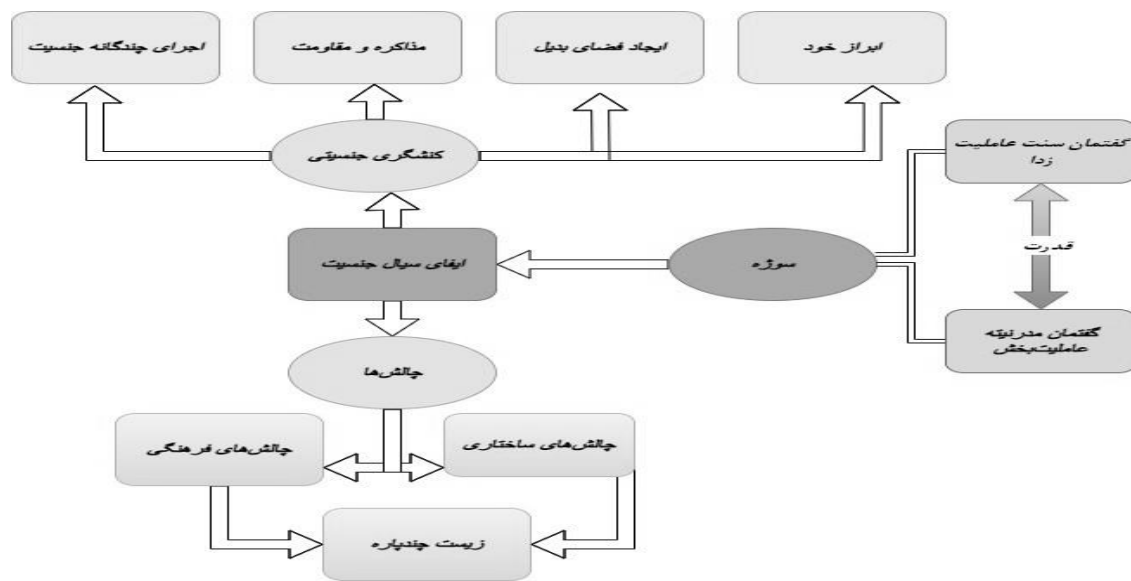 ابراز خود
ایجاد فضای بدیل
مذاکره و مقاومت
اجرای چندگانه جنسیت
گفتمان سنت عاملیت
زدا
کنشگری جنسیتی
قدرت
سوژه
ایفای سیال جنسیت
گفتمان مدرنیته
عاملیت‌بخش
چالش‌ها
چالش‌های ساختاری
چالش‌های فرهنگی
زیست چندپاره